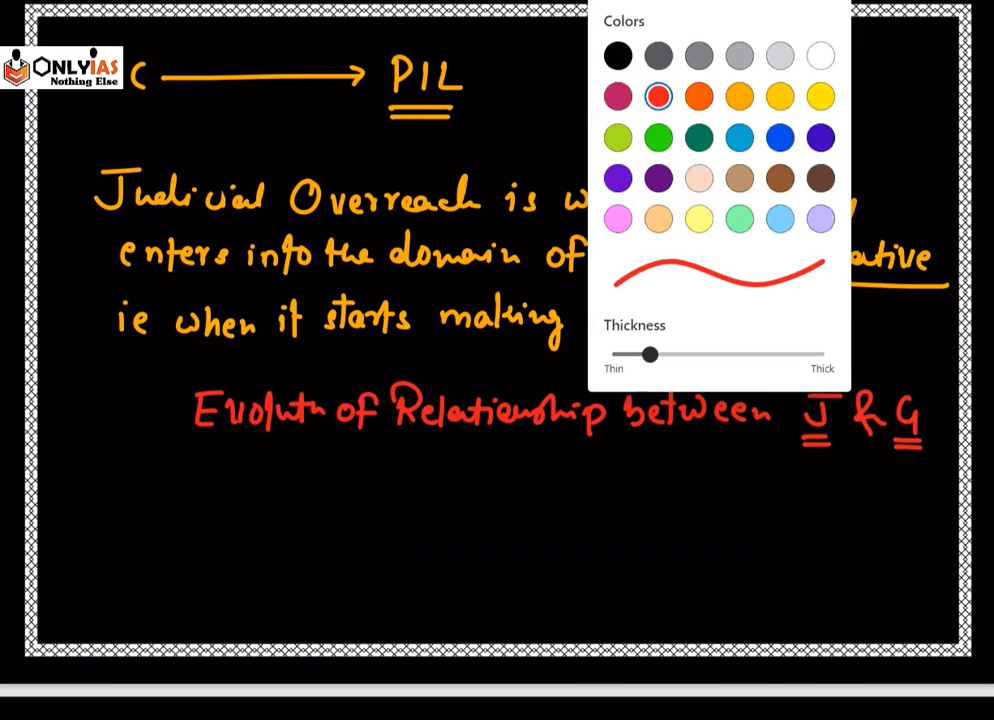 ONLYIAS
Nothing Else
C → PIL
Judicial Overreach is w
enters into the domain of ative
ie when it starts making
Evolutn of Relationship between J & G
Colors
Thickness
Thin Thick